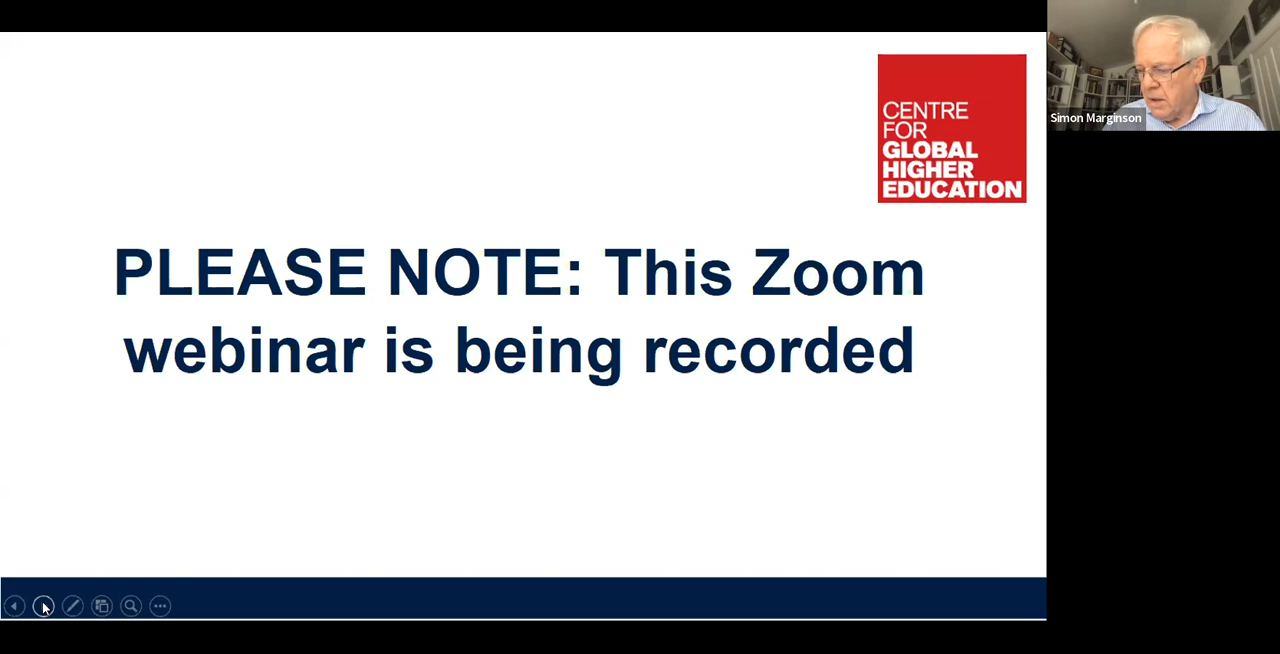 CENTRE
FOR
GLOBAL
HIGHER
EDUCATION
Simon Marginson
PLEASE NOTE: This Zoom
webinar is being recorded